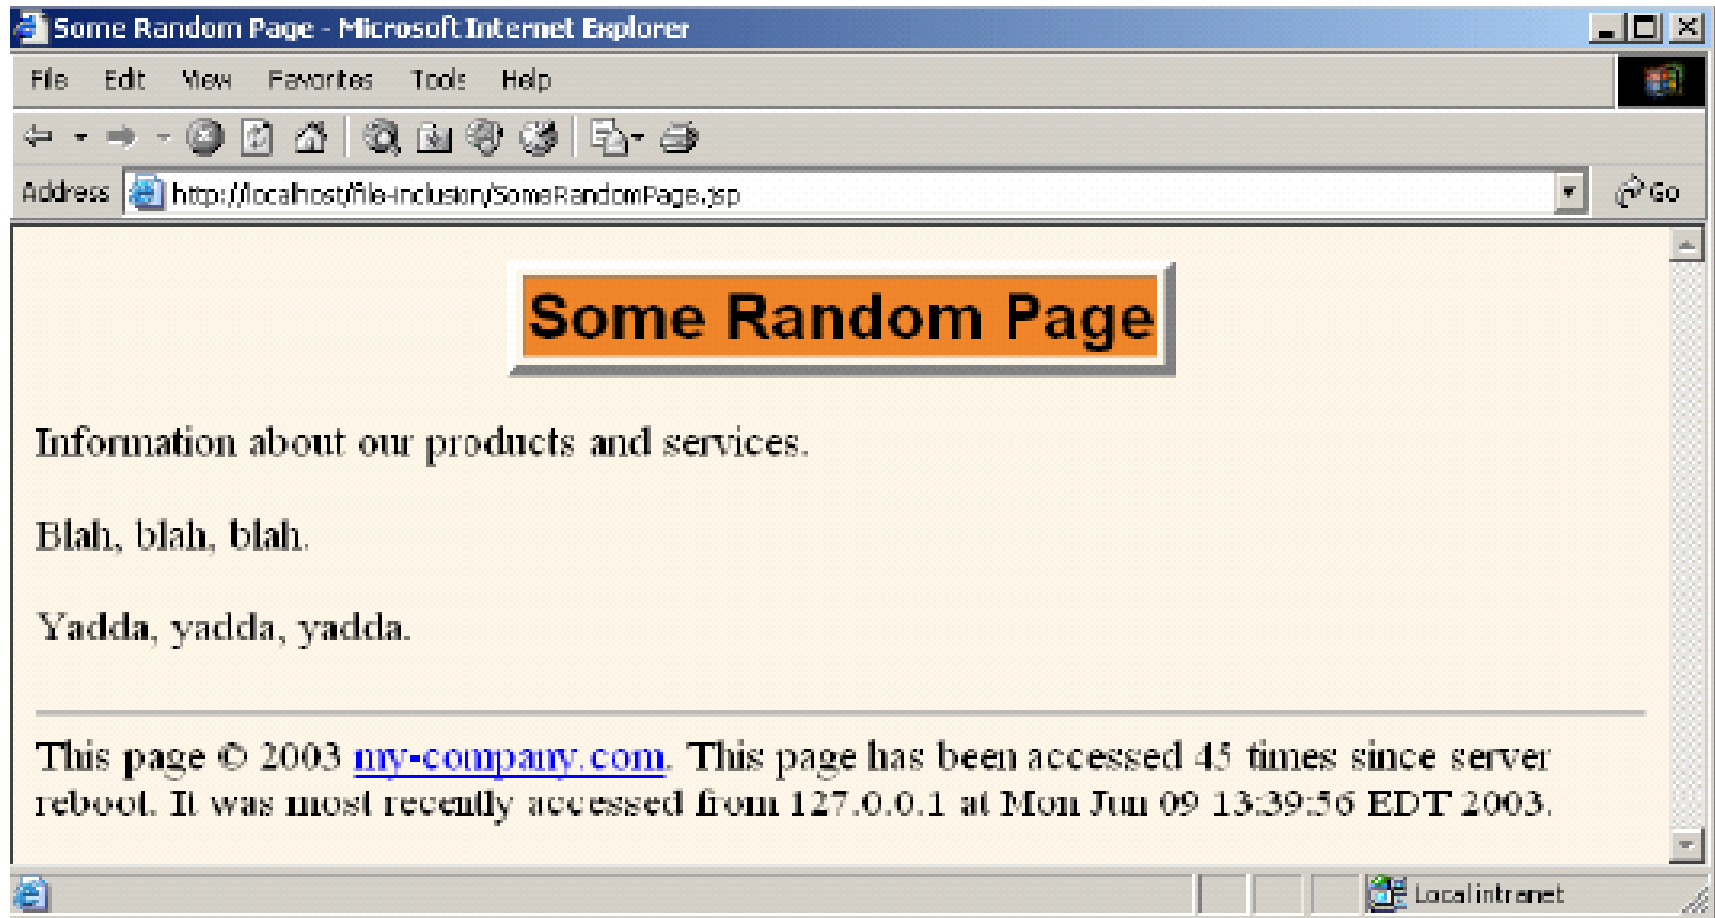 Some Random Page - Microsoft Internet Explorer
File Edit View Favorites Tools Help
Address http://localhost/file-inclusion/SomeRandomPage.jsp Go
Some Random Page
Information about our products and services.
Blah, blah, blah.
Yadda, yadda, yadda.
This page © 2003 my-company.com. This page has been accessed 45 times since server
reboot. It was most recently accessed from 127.0.0.1 at Mon Jun 09 13:39:56 EDT 2003.
Local intranet